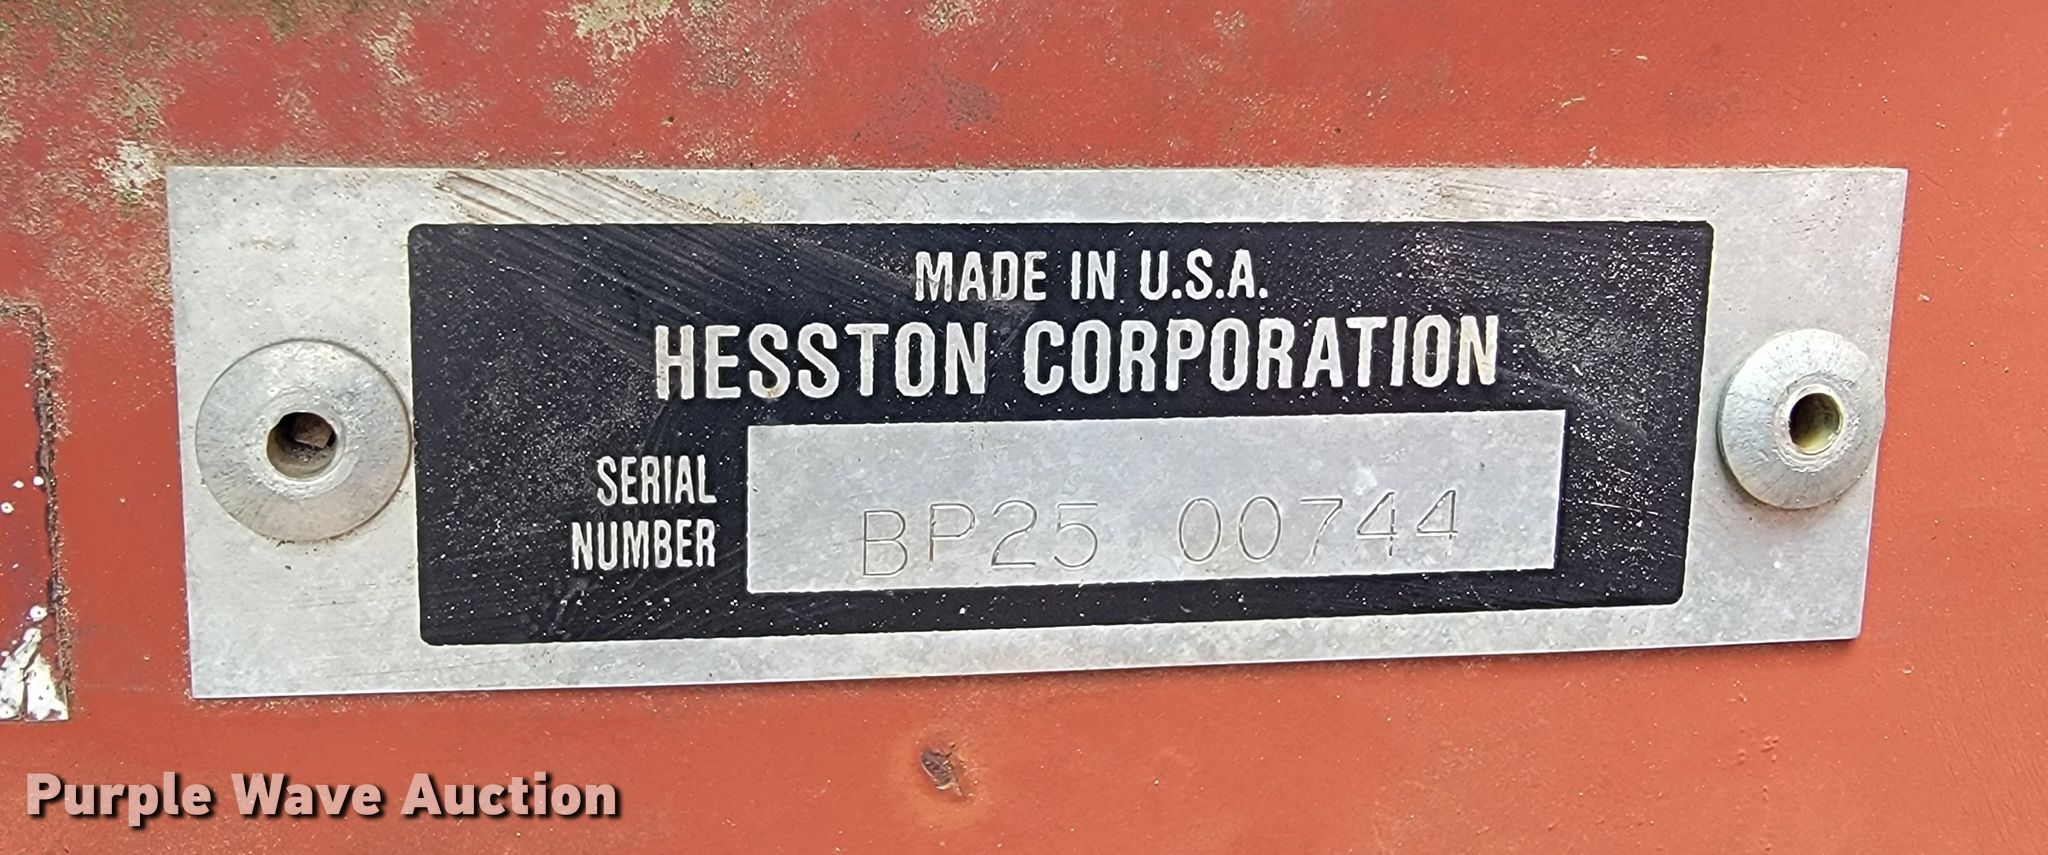 MADE IN U.S.A.
HESSTON CORPORATION
SERIAL
NUMBER
BP25 00744
Purple Wave Auction